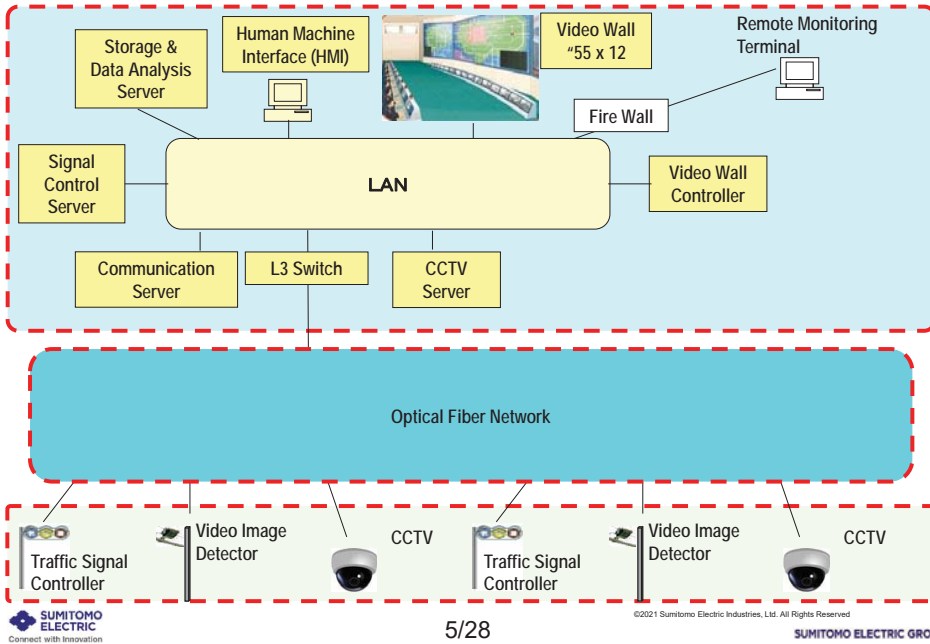 Storage &
Data Analysis
Server
Human Machine
Interface (HMI)
Video Wall
“55 x 12
Remote Monitoring
Terminal
Fire Wall
Signal
Control
Server
LAN
Video Wall
Controller
Communication
Server
L3 Switch
CCTV
Server
Optical Fiber Network
Traffic Signal
Controller
Video Image
Detector
CCTV
Traffic Signal
Controller
Video Image
Detector
CCTV
SUMITOMO
ELECTRIC
Connect with Innovation
5/28
©2021 Sumitomo Electric Industries, Ltd. All Rights Reserved
SUMITOMO ELECTRIC GRO